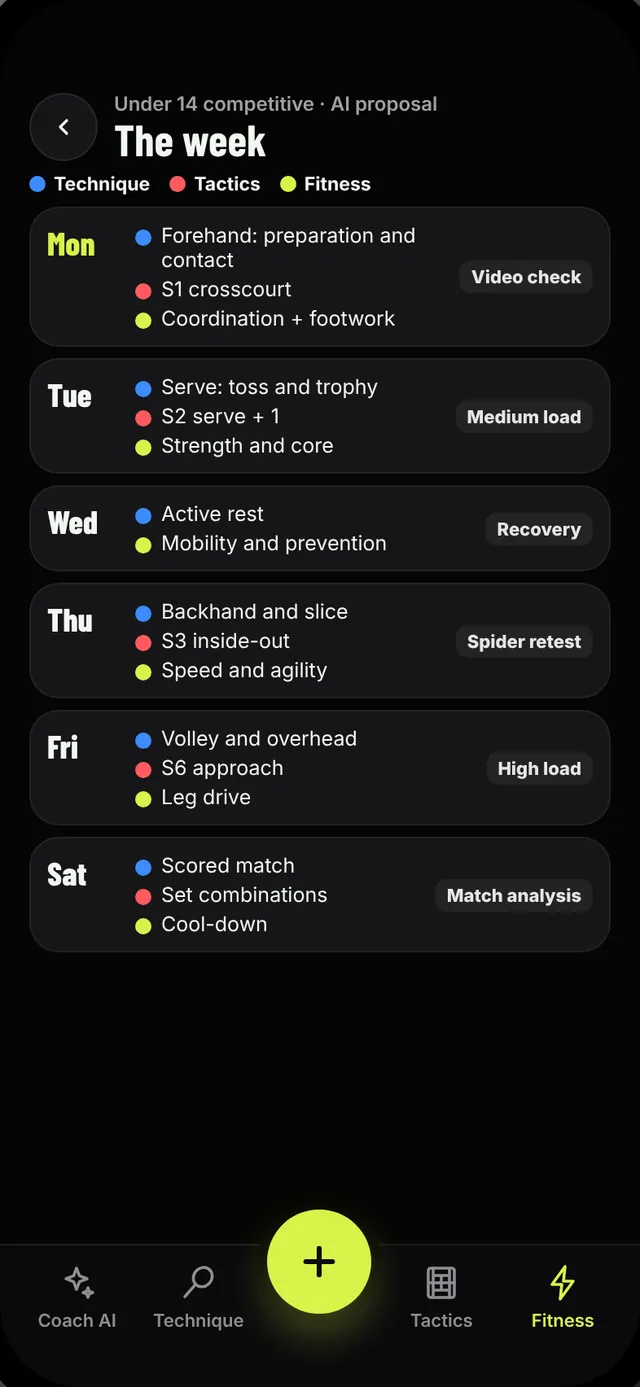 Under 14 competitive · AI proposal
The week
Technique Tactics Fitness
Mon
Forehand: preparation and
contact
S1 crosscourt
Coordination + footwork
Video check
Tue
Serve: toss and trophy
S2 serve + 1
Strength and core
Medium load
Wed
Active rest
Mobility and prevention
Recovery
Thu
Backhand and slice
S3 inside-out
Speed and agility
Spider retest
Fri
Volley and overhead
S6 approach
Leg drive
High load
Sat
Scored match
Set combinations
Cool-down
Match analysis
Coach AI Technique Tactics Fitness